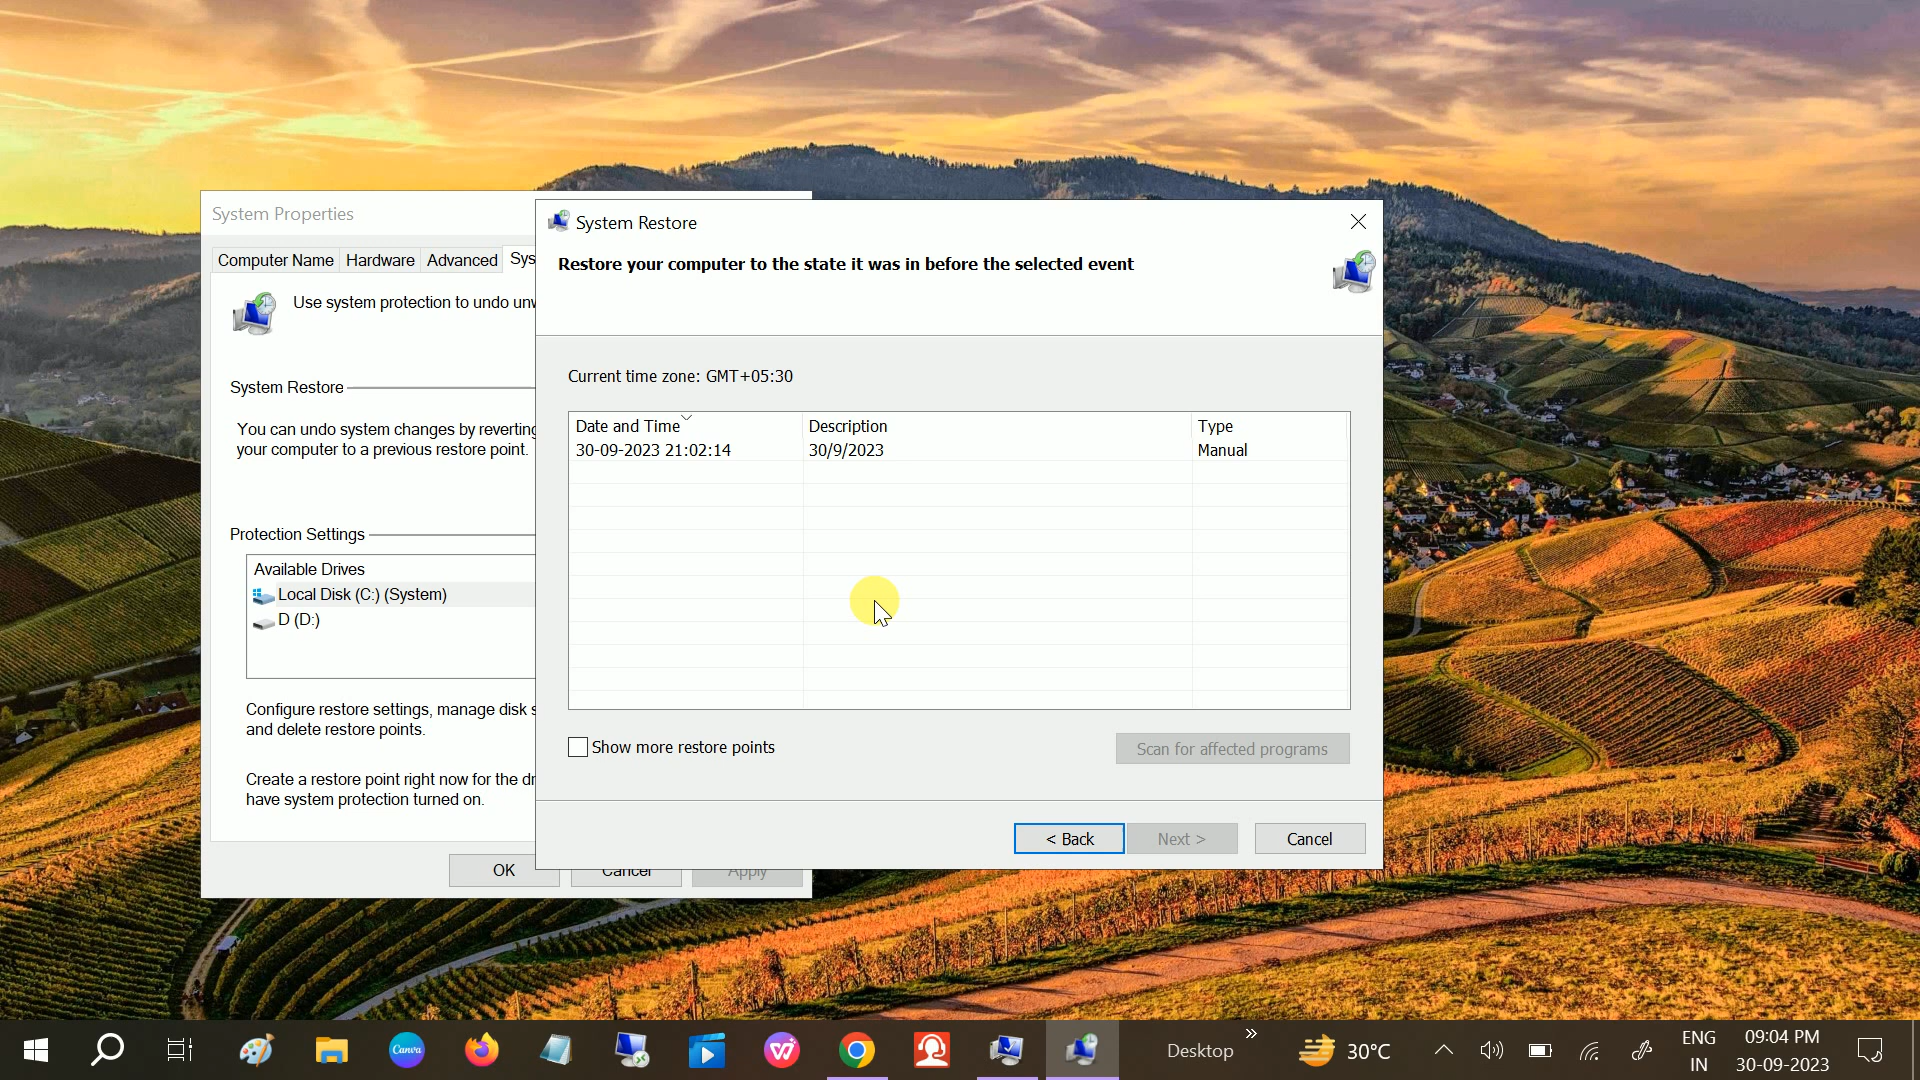 System Properties
Computer Name
Hardware
Advanced
Sys
Use system protection to undo unw
System Restore
You can undo system changes by reverting
your computer to a previous restore point.
Protection Settings
Available Drives
Local Disk (C:) (System)
D (D:)
Configure restore settings, manage disk s
and delete restore points.
Create a restore point right now for the dr
have system protection turned on.
OK
Cancel
Apply
System Restore
Restore your computer to the state it was in before the selected event
Current time zone: GMT+05:30
Date and Time Description Type
30-09-2023 21:02:14 30/9/2023 Manual
Show more restore points
Scan for affected programs
< Back
Next >
Cancel
Canva
Desktop
30°C
ENG
IN
09:04 PM
30-09-2023